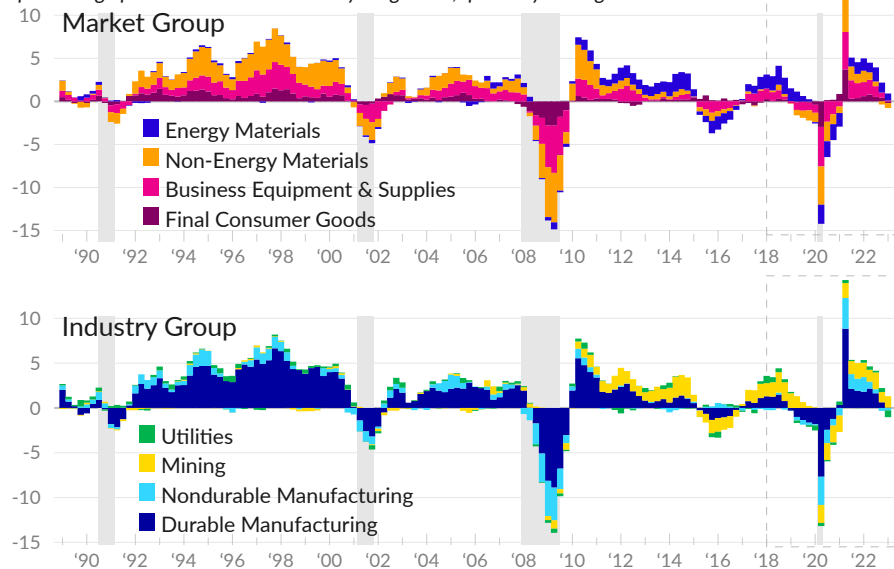 Market Group
10
5
0
-5
-10
-15
Energy Materials
Non-Energy Materials
Business Equipment & Supplies
Final Consumer Goods
‘90 ‘92 ‘94 ‘96 ‘98 ‘00 ‘02 ‘04 ‘06 ‘08 ‘10 ‘12 ‘14 ‘16 ‘18 ‘20 ‘22
Industry Group
10
5
0
-5
-10
-15
Utilities
Mining
Nondurable Manufacturing
Durable Manufacturing
‘90 ‘92 ‘94 ‘96 ‘98 ‘00 ‘02 ‘04 ‘06 ‘08 ‘10 ‘12 ‘14 ‘16 ‘18 ‘20 ‘22